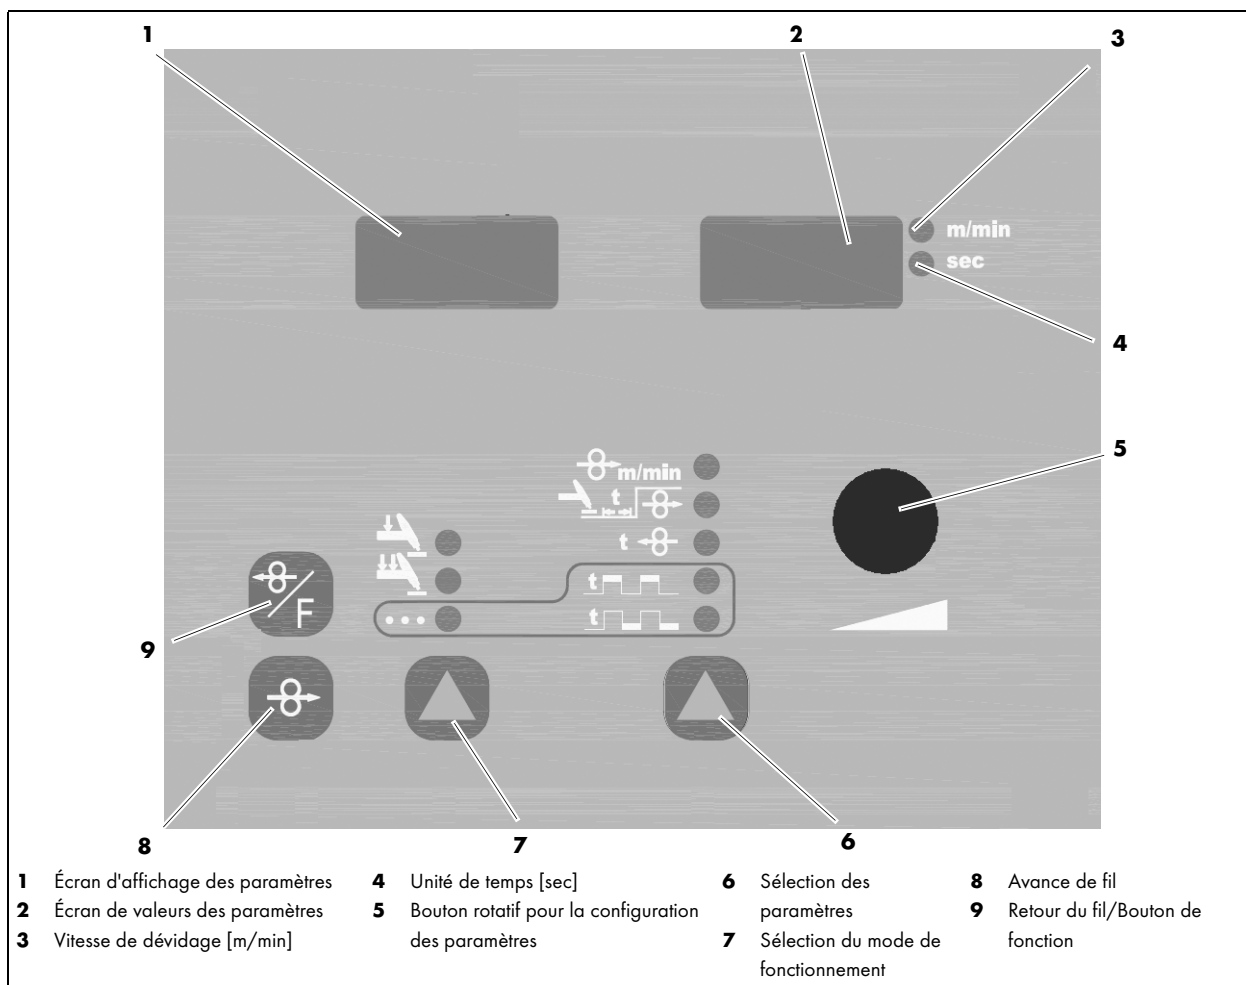 1
2
3
m/min
sec
4
5
m/min
t
t
t
F
t
9
8
7
6
1 Écran d'affichage des paramètres
2 Écran de valeurs des paramètres
3 Vitesse de dévidage [m/min]
4 Unité de temps [sec]
5 Bouton rotatif pour la configuration
des paramètres
6 Sélection des
paramètres
7 Sélection du mode de
fonctionnement
8 Avance de fil
9 Retour du fil/Bouton de
fonction